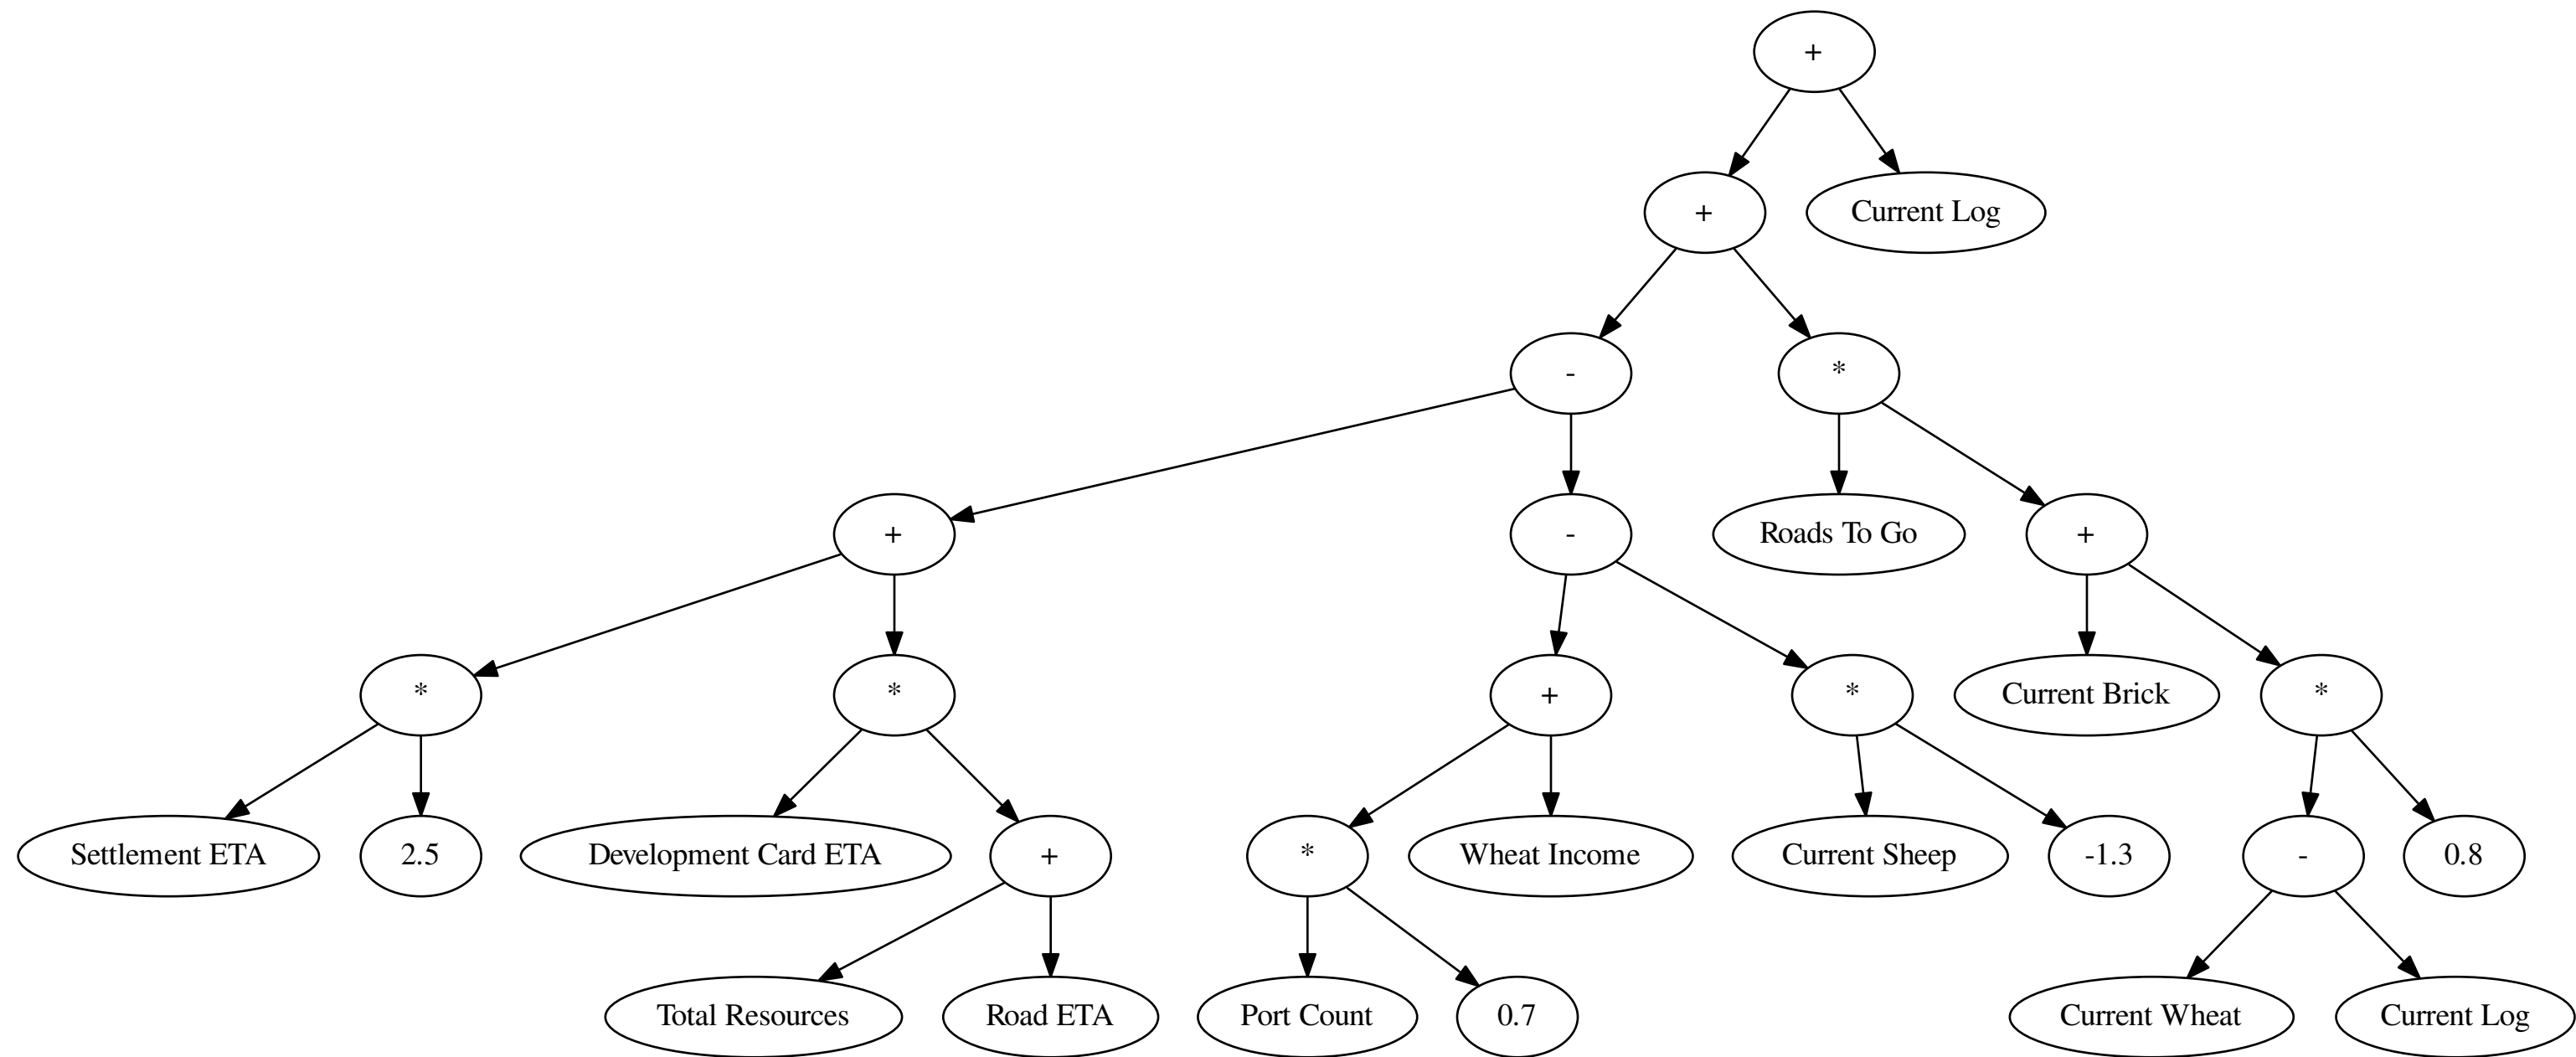 +
+
Current Log
-
*
+
-
Roads To Go
+
*
*
+
*
Current Brick
*
Settlement ETA
2.5
Development Card ETA
+
*
Wheat Income
Current Sheep
-1.3
-
0.8
Total Resources
Road ETA
Port Count
0.7
Current Wheat
Current Log